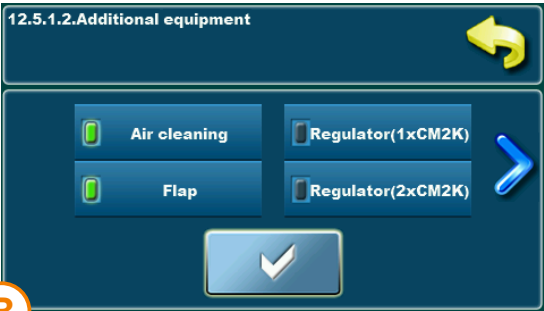 12.5.1.2.Additional equipment
Air cleaning
Regulator(1xCM2K)
Flap
Regulator(2xCM2K)